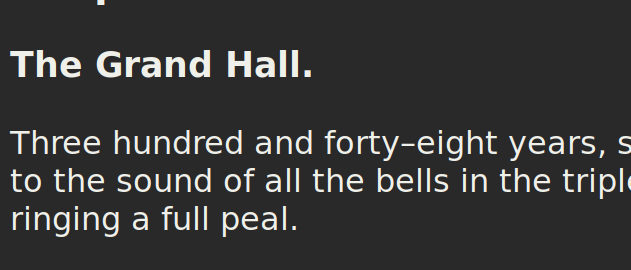 The Grand Hall.
Three hundred and forty–eight years,
to the sound of all the bells in the
ringing a full peal.